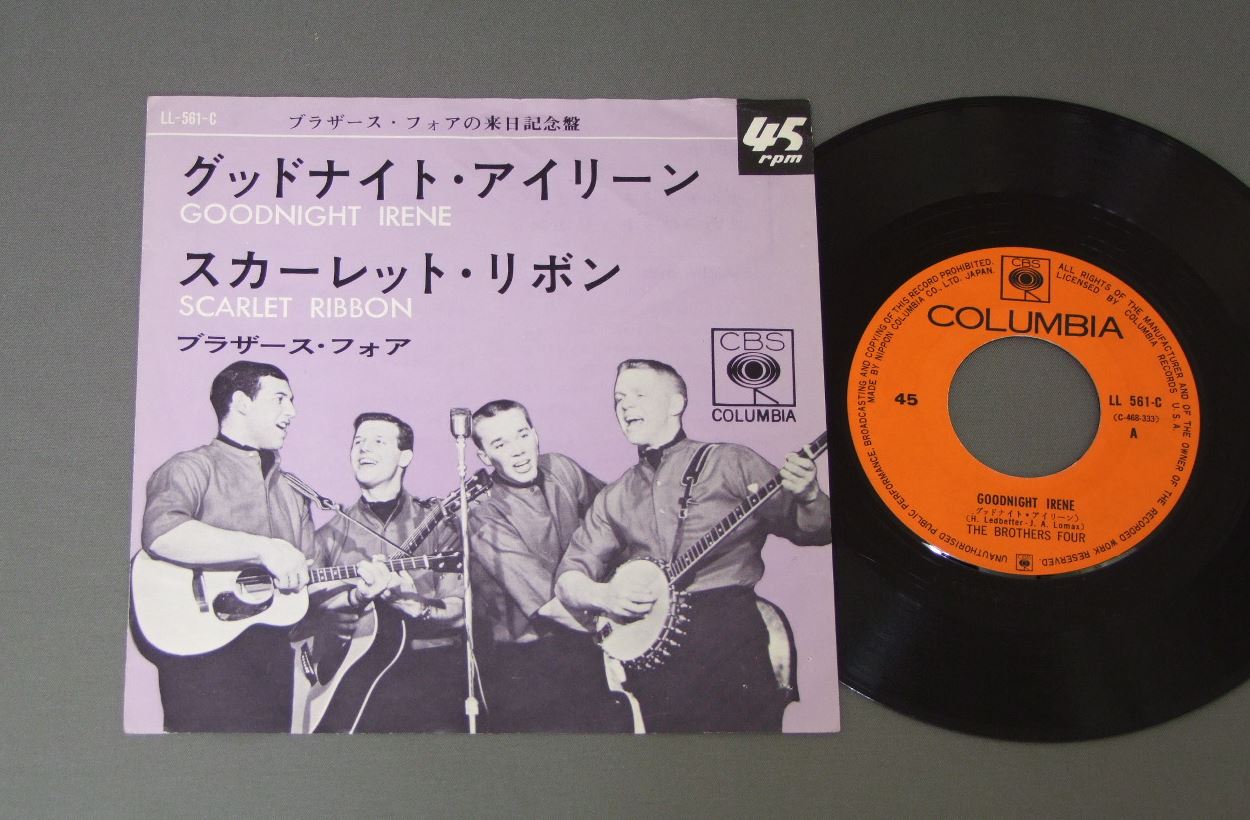 LL-561-C
ブラザース・フォアの来日記念盤
45
rpm
グッドナイト・アイリーン
GOODNIGHT IRENE
スカーレット・リボン
SCARLET RIBBON
ブラザース・フォア
CBS
COLUMBIA
CBS
COLUMBIA
45
LL 561-C
(C-468-333)
A
GOODNIGHT IRENE
グッドナイト・アイリーン)
(H. Ledbetter-J. A. Lomax)
THE BROTHERS FOUR
ALL RIGHTS OF THE MANUFACTURER AND OF THE OWNER OF THE RECORDED WORK RESERVED.
UNAUTHORISED PUBLIC PERFORMANCE, BROADCASTING AND COPYING OF THIS RECORD PROHIBITED.
MADE BY NIPPON COLUMBIA CO., LTD. JAPAN.
LICENSED BY COLUMBIA RECORDS U.S.A.